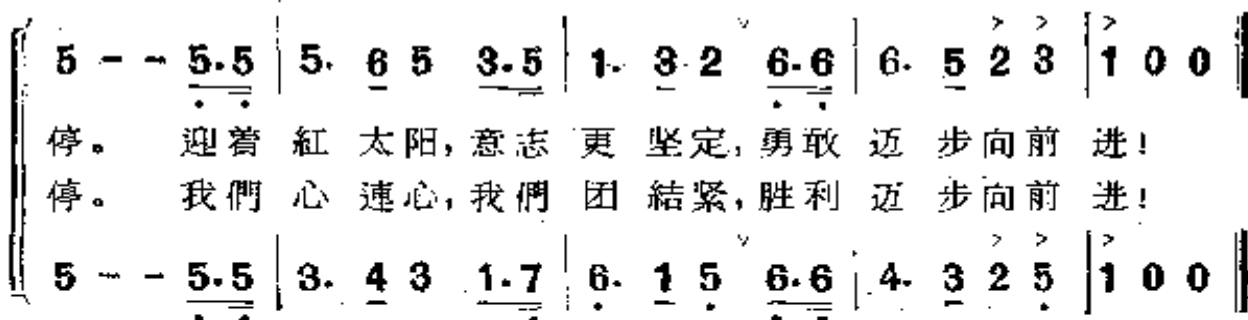 5 - - 5.5 | 5. 6 5 3.5 | 1. 3 2 6.6 | 6. 5 2 3 | 1 0 0
停。 迎着 紅 太阳，意志 更 坚定，勇敢 迈 步向前 进！
停。 我們 心 連心，我們 团 結緊，胜利 迈 步向前 进！
5 - - 5.5 | 3. 4 3 1.7 | 6. 1 5 6.6 | 4. 3 2 5 | 1 0 0